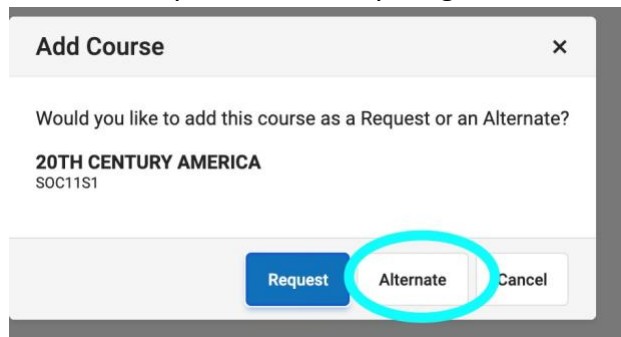 Add Course ×
Would you like to add this course as a Request or an Alternate?
20TH CENTURY AMERICA
SOC11S1
Request Alternate Cancel